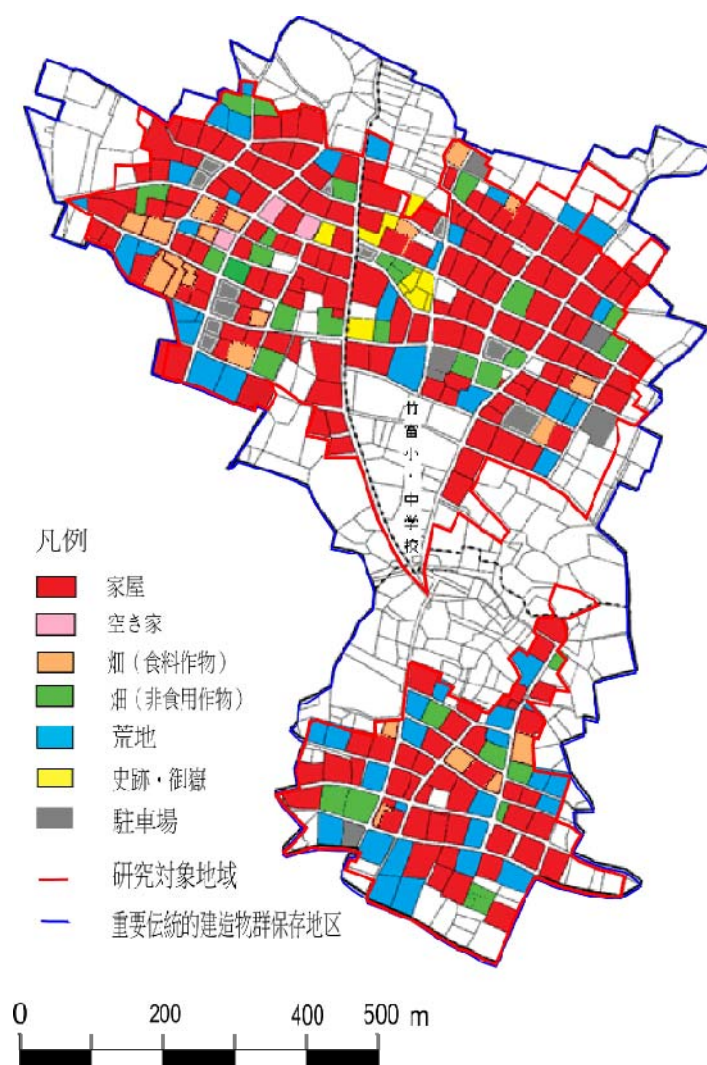 竹富小・中学校
凡例
家屋
空き家
畑（食料作物）
畑（非食用作物）
荒地
史跡・御嶽
駐車場
研究対象地域
重要伝統的建造物群保存地区
0 200 400 500 m